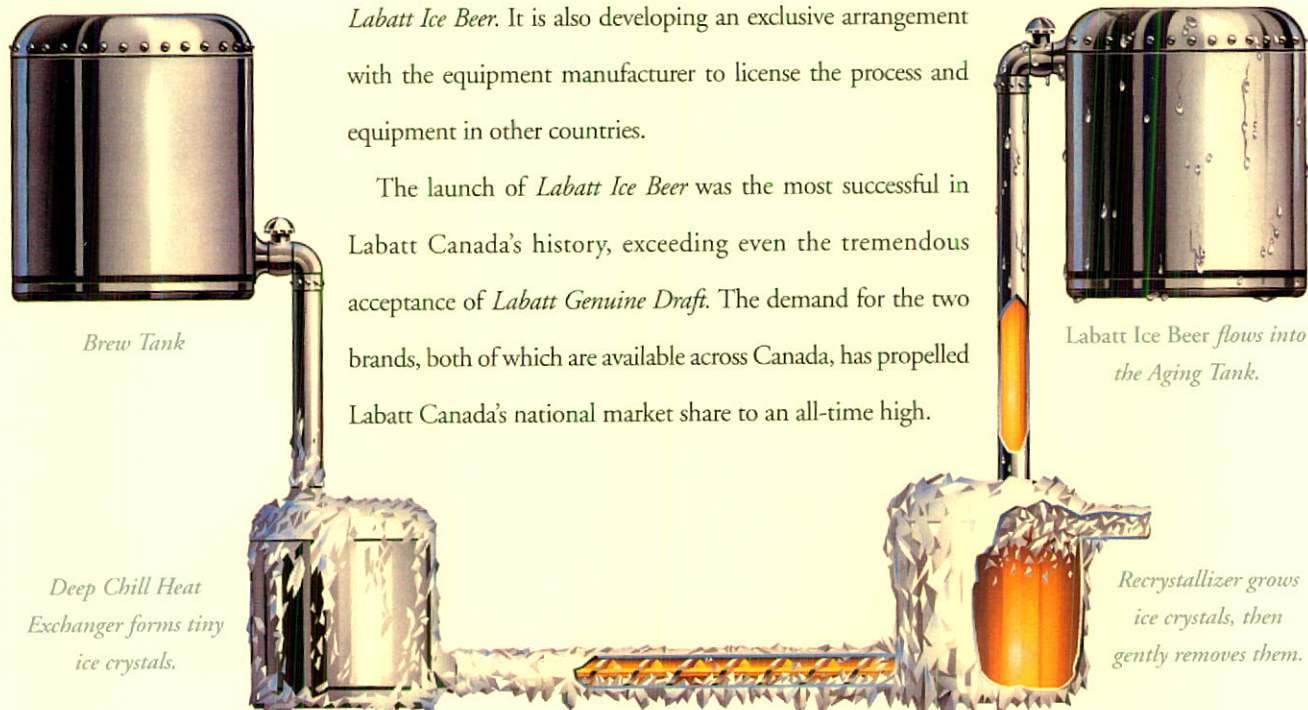 Labatt Ice Beer. It is also developing an exclusive arrangement
with the equipment manufacturer to license the process and
equipment in other countries.
The launch of Labatt Ice Beer was the most successful in
Labatt Canada's history, exceeding even the tremendous
acceptance of Labatt Genuine Draft. The demand for the two
brands, both of which are available across Canada, has propelled
Labatt Canada's national market share to an all-time high.
Brew Tank
Deep Chill Heat
Exchanger forms tiny
ice crystals.
Recrystallizer grows
ice crystals, then
gently removes them.
Labatt Ice Beer flows into
the Aging Tank.